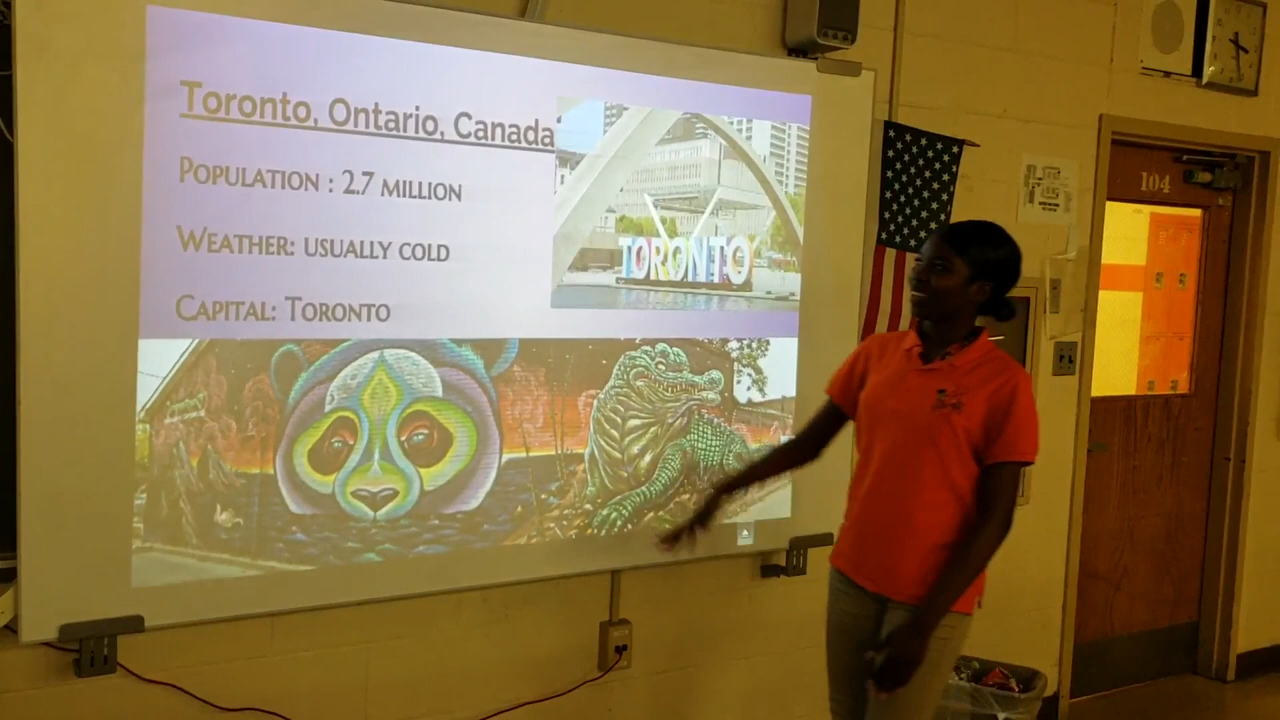 Toronto, Ontario, Canada
Population : 2.7 million
Weather: usually cold
Capital: Toronto
TORONTO
104